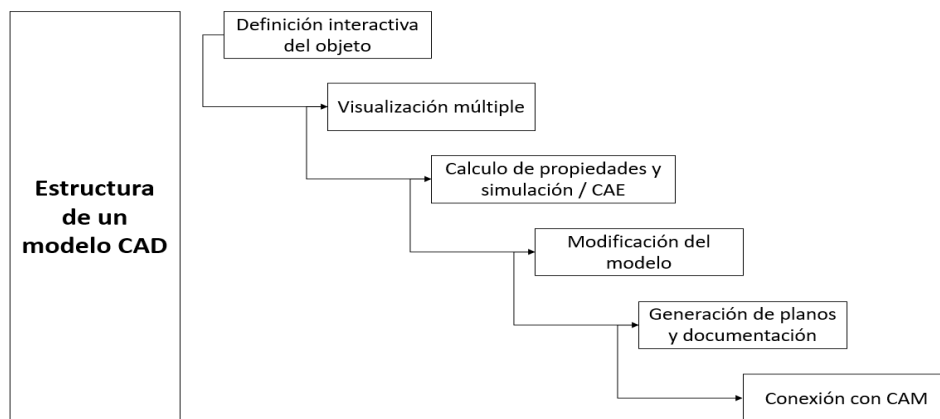 Estructura
de un
modelo CAD
Definición interactiva
del objeto
Visualización múltiple
Calculo de propiedades y
simulación / CAE
Modificación del
modelo
Generación de planos
y documentación
Conexión con CAM